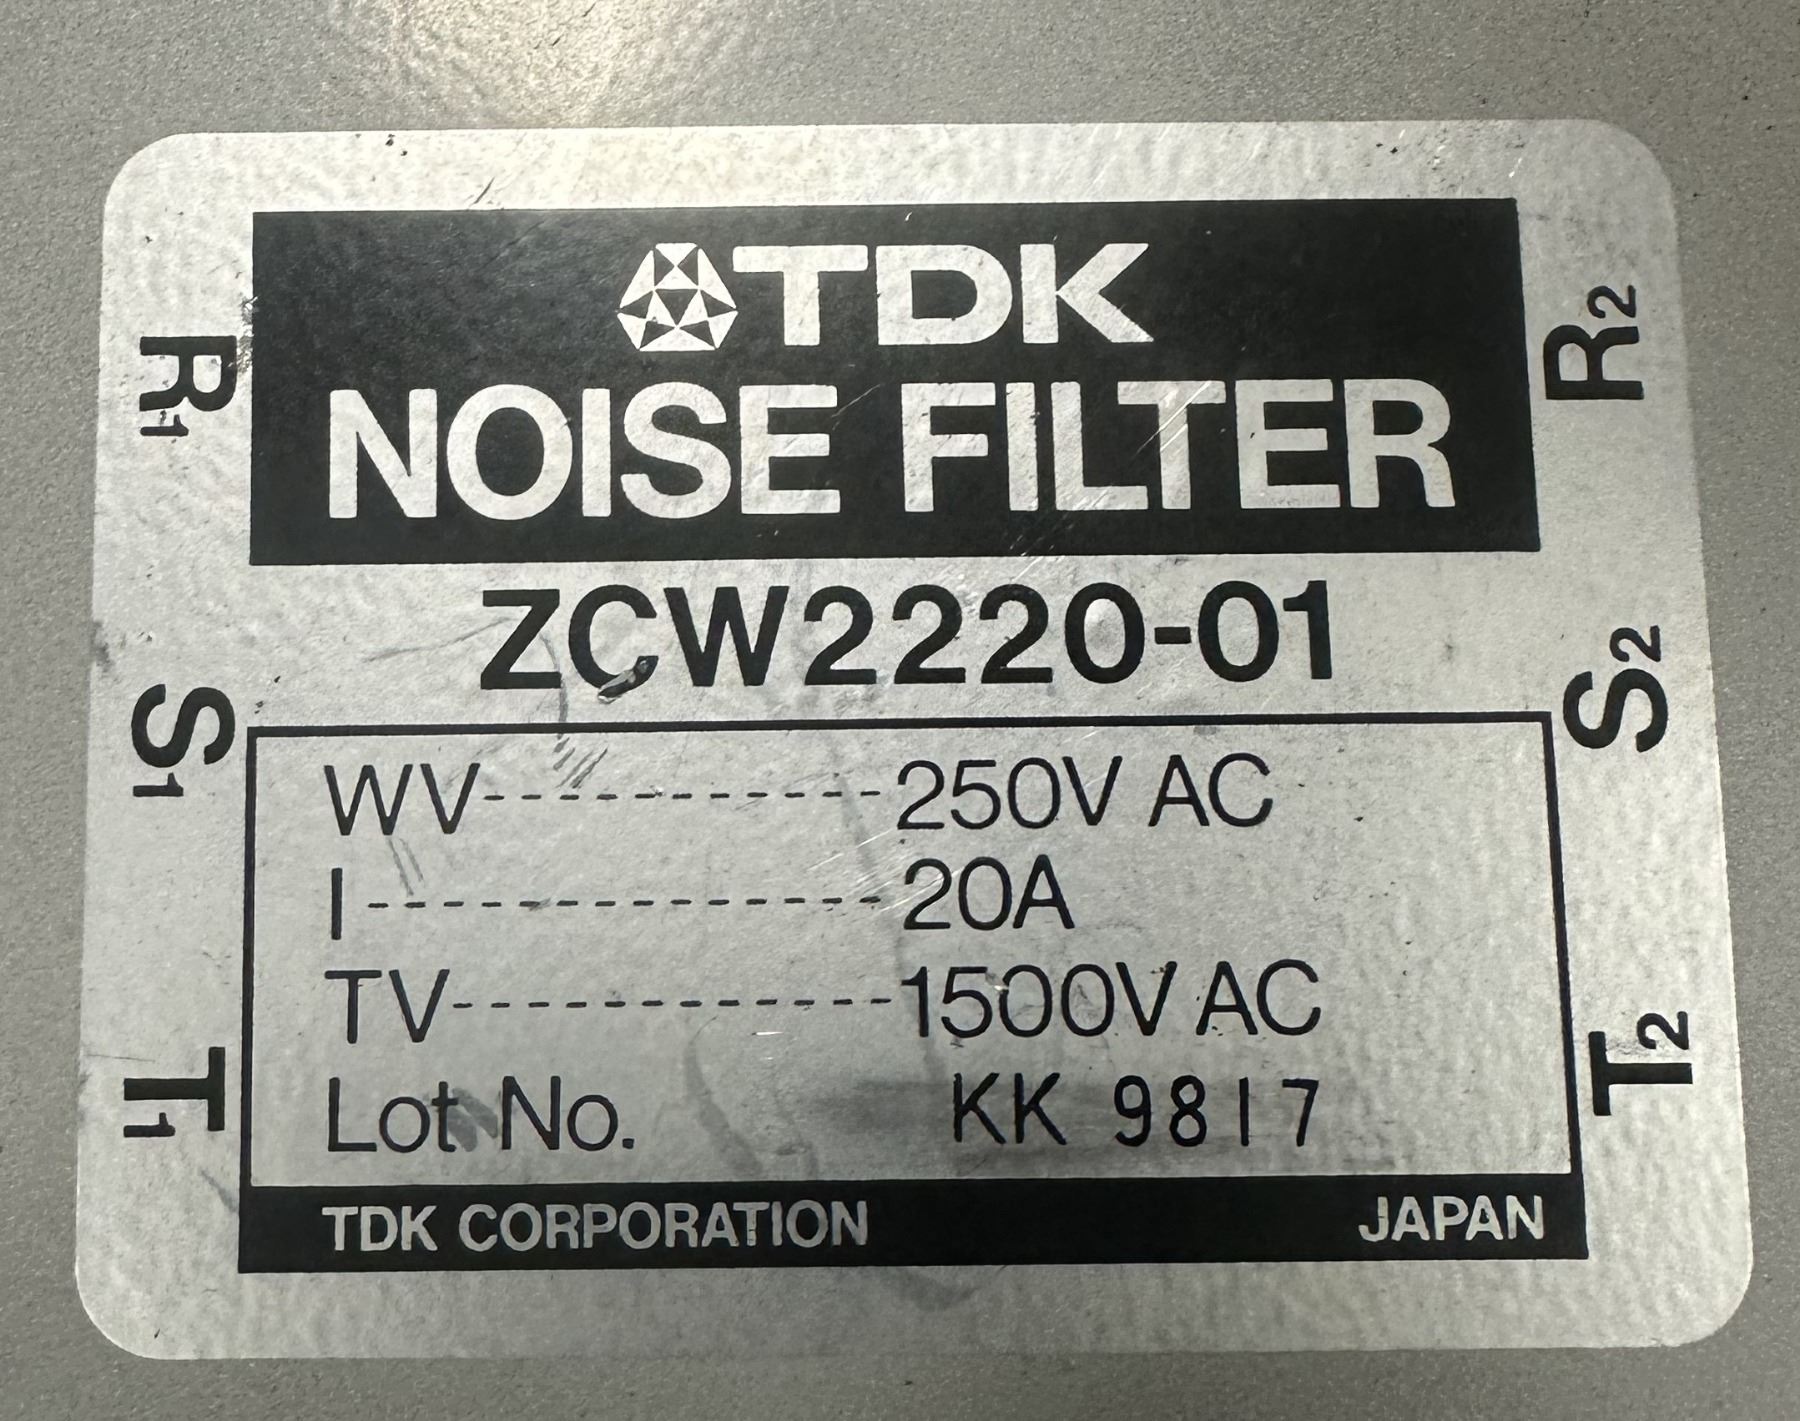 TDK
NOISE FILTER
ZCW2220-01
R1
R2
S1
S2
T1
T2
WV------------250V AC
I--------------20A
TV------------1500V AC
Lot No. KK 9817
TDK CORPORATION JAPAN